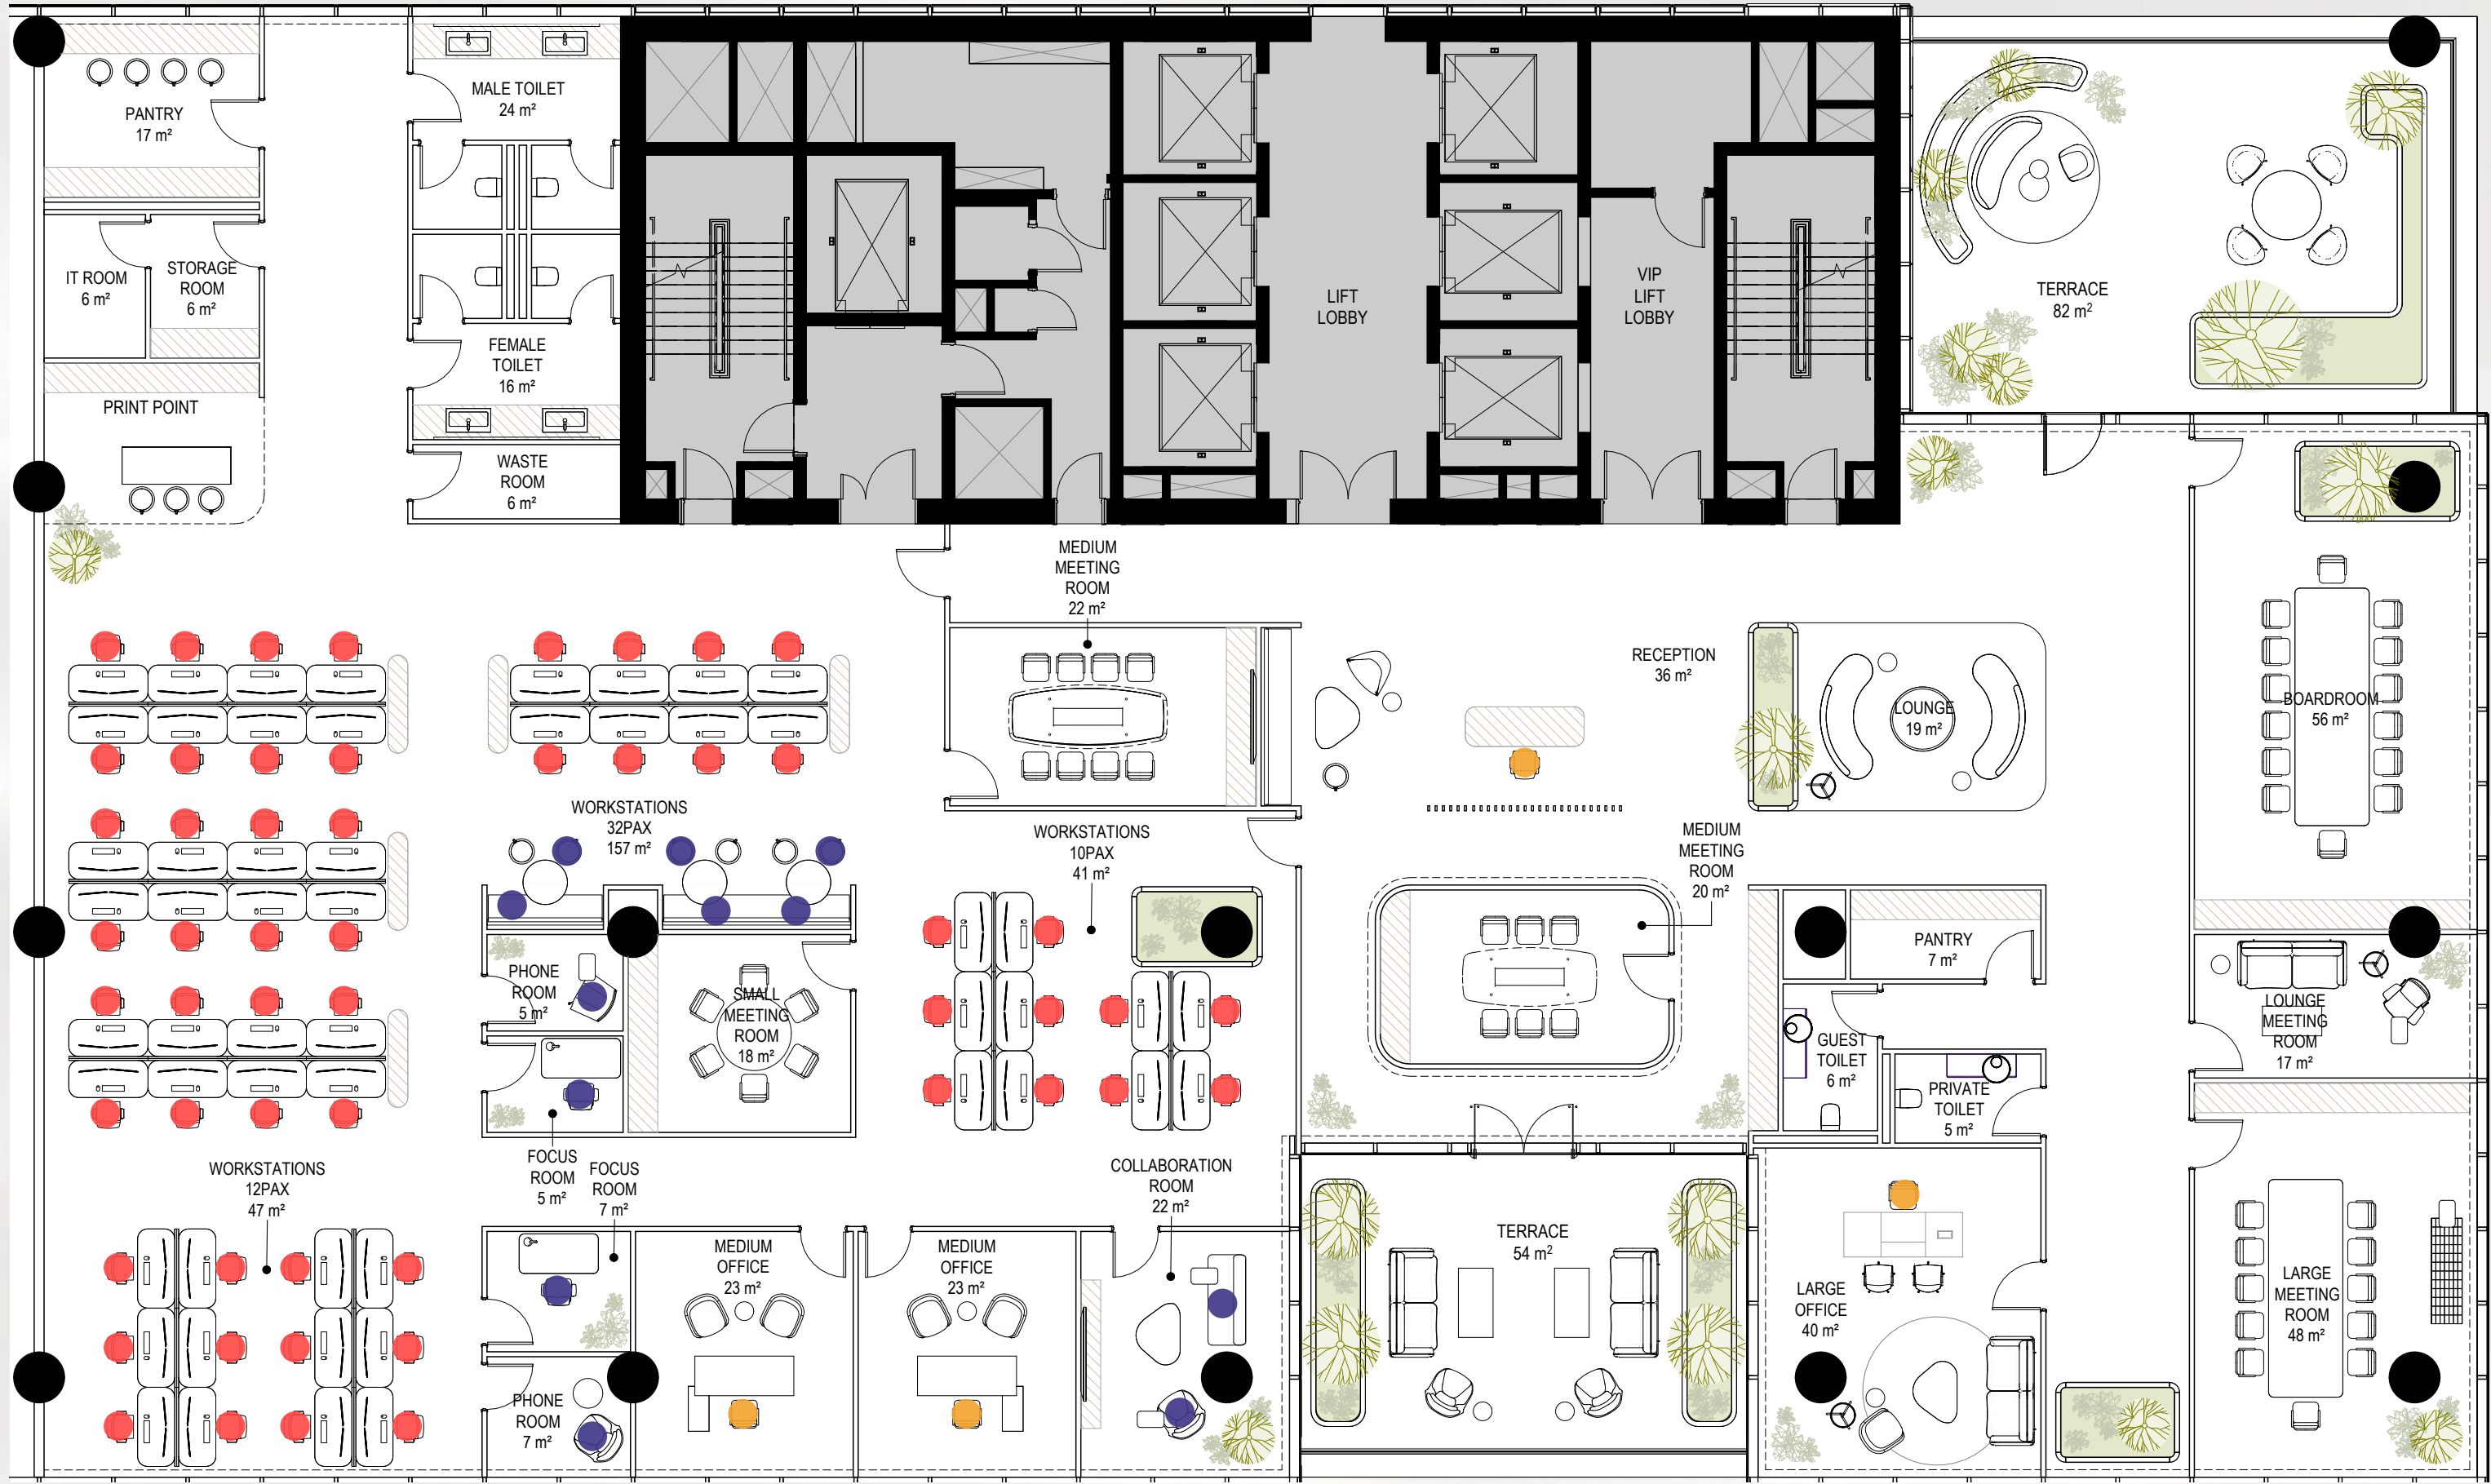 PANTRY
17 m²
MALE TOILET
24 m²
IT ROOM
6 m²
STORAGE
ROOM
6 m²
FEMALE
TOILET
16 m²
PRINT POINT
WASTE
ROOM
6 m²
LIFT
LOBBY
VIP
LIFT
LOBBY
TERRACE
82 m²
MEDIUM
MEETING
ROOM
22 m²
RECEPTION
36 m²
LOUNGE
19 m²
BOARDROOM
56 m²
WORKSTATIONS
32PAX
157 m²
WORKSTATIONS
10PAX
41 m²
MEDIUM
MEETING
ROOM
20 m²
PANTRY
7 m²
PHONE
ROOM
5 m²
SMALL
MEETING
ROOM
18 m²
GUEST
TOILET
6 m²
PRIVATE
TOILET
5 m²
LOUNGE
MEETING
ROOM
17 m²
FOCUS
ROOM
5 m²
FOCUS
ROOM
7 m²
WORKSTATIONS
12PAX
47 m²
COLLABORATION
ROOM
22 m²
MEDIUM
OFFICE
23 m²
MEDIUM
OFFICE
23 m²
TERRACE
54 m²
LARGE
OFFICE
40 m²
LARGE
MEETING
ROOM
48 m²
PHONE
ROOM
7 m²